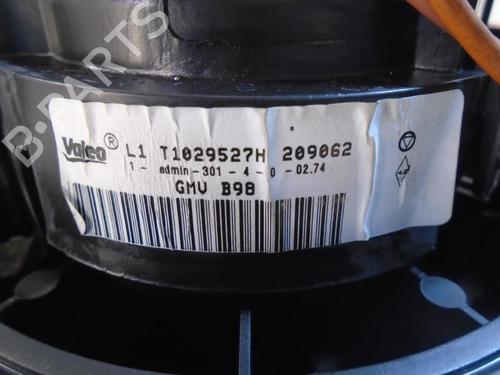 B-PARTS
Valeo® L1 T1029527H 209062
1- admin-301-4-0-02.74
GMV B98